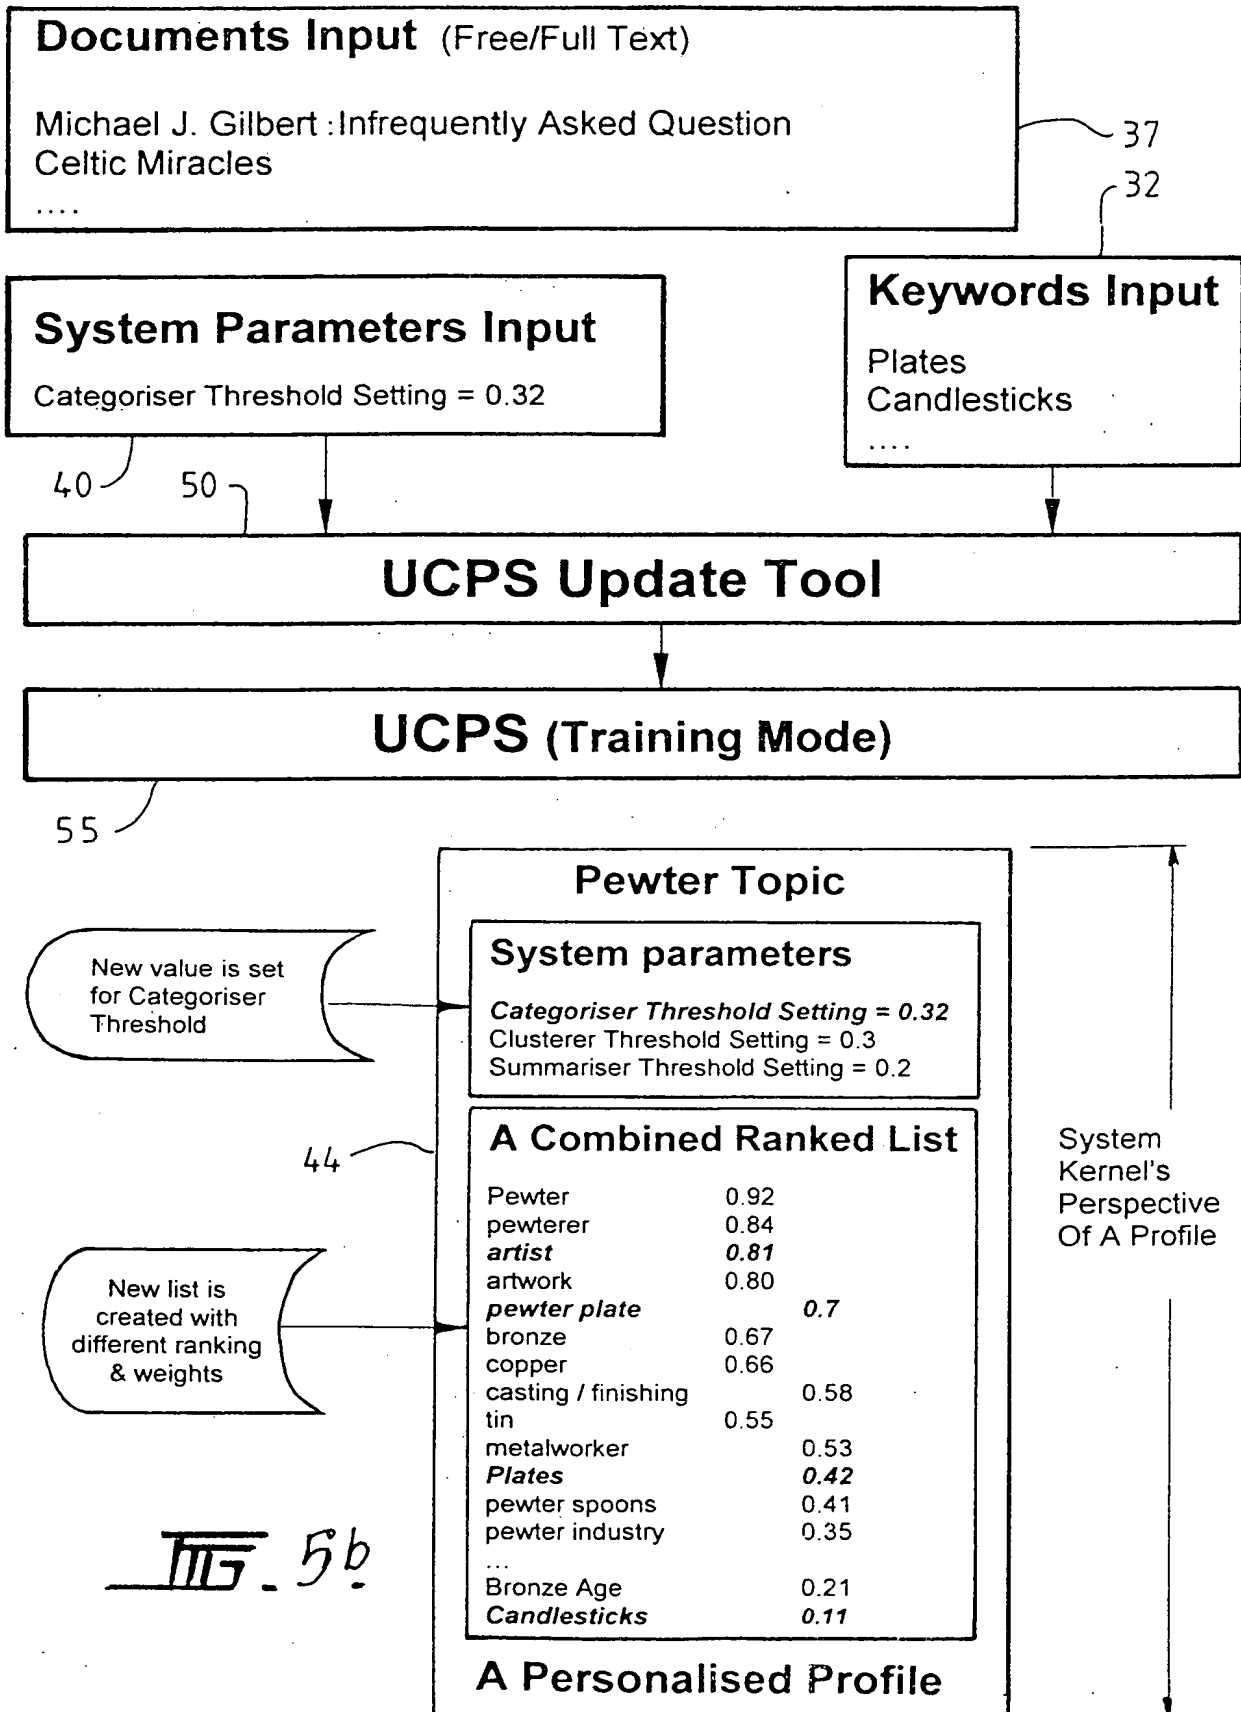 Documents Input (Free/Full Text)
Michael J. Gilbert : Infrequently Asked Question
Celtic Miracles
....
37
32
System Parameters Input
Categoriser Threshold Setting = 0.32
Keywords Input
Plates
Candlesticks
....
40
50
UCPS Update Tool
UCPS (Training Mode)
55
Pewter Topic
New value is set
for Categoriser
Threshold
System parameters
Categoriser Threshold Setting = 0.32
Clusterer Threshold Setting = 0.3
Summariser Threshold Setting = 0.2
44
A Combined Ranked List
Pewter 0.92
pewterer 0.84
artist 0.81
artwork 0.80
pewter plate 0.7
bronze 0.67
copper 0.66
casting / finishing 0.58
tin 0.55
metalworker 0.53
Plates 0.42
pewter spoons 0.41
pewter industry 0.35
...
Bronze Age 0.21
Candlesticks 0.11
System
Kernel's
Perspective
Of A Profile
New list is
created with
different ranking
& weights
A Personalised Profile
FIG. 5b